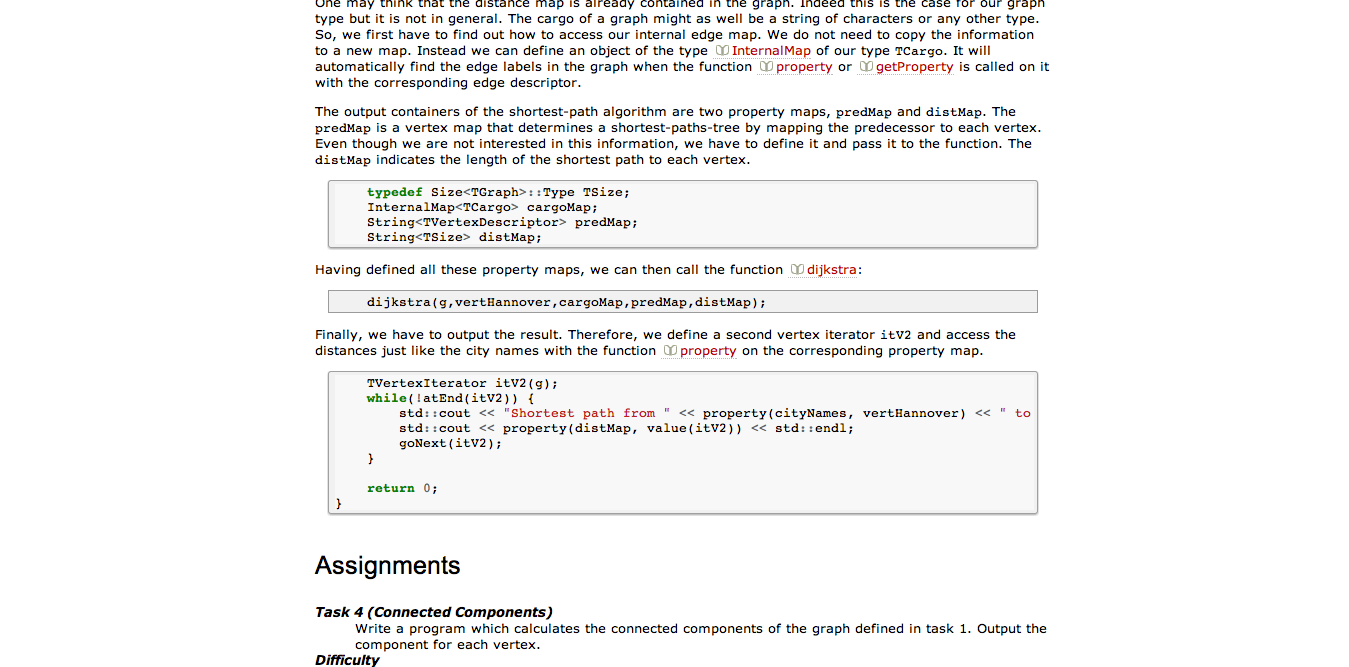 One may think that the distance map is already contained in the graph. Indeed this is the case for our graph
type but it is not in general. The cargo of a graph might as well be a string of characters or any other type.
So, we first have to find out how to access our internal edge map. We do not need to copy the information
to a new map. Instead we can define an object of the type InternalMap of our type TCargo. It will
automatically find the edge labels in the graph when the function property or getProperty is called on it
with the corresponding edge descriptor.
The output containers of the shortest-path algorithm are two property maps, predMap and distMap. The
predMap is a vertex map that determines a shortest-paths-tree by mapping the predecessor to each vertex.
Even though we are not interested in this information, we have to define it and pass it to the function. The
distMap indicates the length of the shortest path to each vertex.
typedef Size<TGraph>::Type TSize;
InternalMap<TCargo> cargoMap;
String<TVertexDescriptor> predMap;
String<TSize> distMap;
Having defined all these property maps, we can then call the function dijkstra:
dijkstra(g,vertHannover,cargoMap,predMap,distMap);
Finally, we have to output the result. Therefore, we define a second vertex iterator itV2 and access the
distances just like the city names with the function property on the corresponding property map.
TVertexIterator itV2(g);
while(!atEnd(itV2)) {
std::cout << "Shortest path from " << property(cityNames, vertHannover) << " to
std::cout << property(distMap, value(itV2)) << std::endl;
goNext(itV2);
}
return 0;
}
Assignments
Task 4 (Connected Components)
Write a program which calculates the connected components of the graph defined in task 1. Output the
component for each vertex.
Difficulty